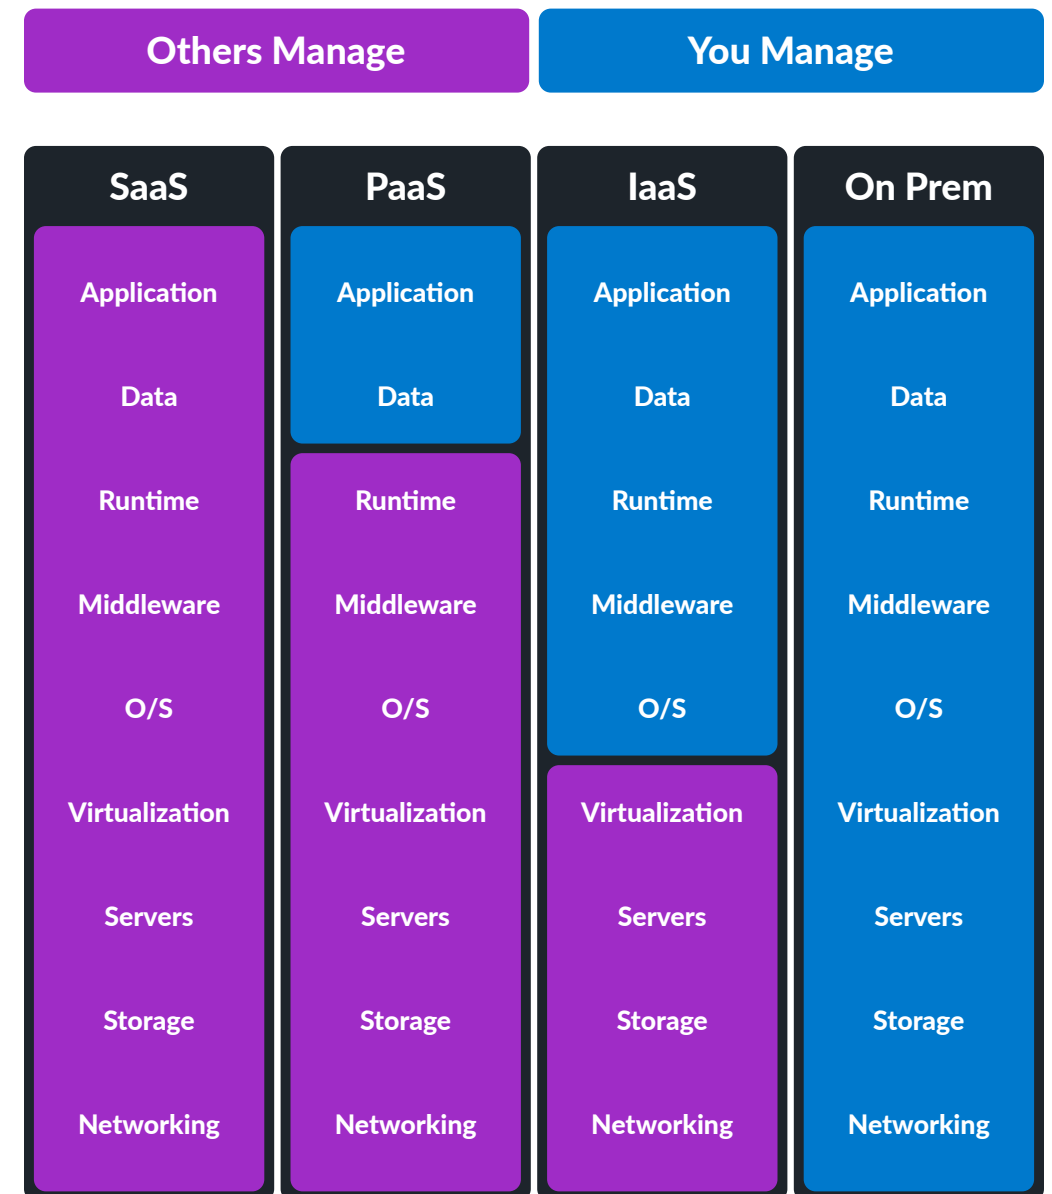 Others Manage
You Manage
SaaS
Application
Data
Runtime
Middleware
O/S
Virtualization
Servers
Storage
Networking
PaaS
Application
Data
Runtime
Middleware
O/S
Virtualization
Servers
Storage
Networking
IaaS
Application
Data
Runtime
Middleware
O/S
Virtualization
Servers
Storage
Networking
On Prem
Application
Data
Runtime
Middleware
O/S
Virtualization
Servers
Storage
Networking